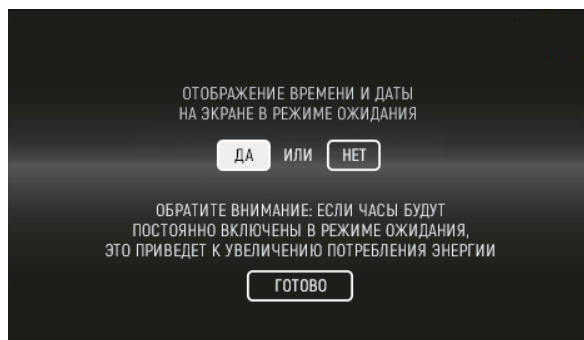 ОТОБРАЖЕНИЕ ВРЕМЕНИ И ДАТЫ
НА ЭКРАНЕ В РЕЖИМЕ ОЖИДАНИЯ
ДА ИЛИ НЕТ
ОБРАТИТЕ ВНИМАНИЕ: ЕСЛИ ЧАСЫ БУДУТ
ПОСТОЯННО ВКЛЮЧЕНЫ В РЕЖИМЕ ОЖИДАНИЯ,
ЭТО ПРИВЕДЕТ К УВЕЛИЧЕНИЮ ПОТРЕБЛЕНИЯ ЭНЕРГИИ
ГОТОВО